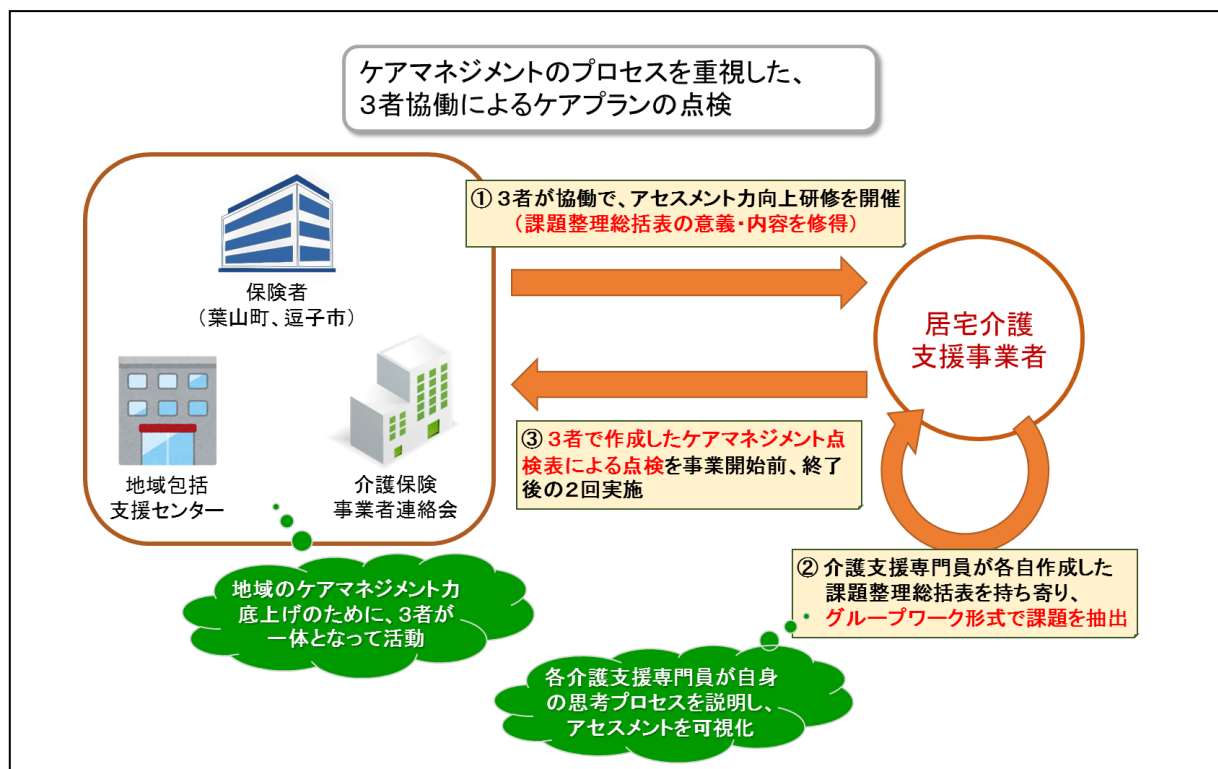 ケアマネジメントのプロセスを重視した、
3者協働によるケアプランの点検
保険者
(葉山町、逗子市)
地域包括
支援センター
介護保険
事業者連絡会
① 3者が協働で、アセスメント力向上研修を開催
(課題整理総括表の意義・内容を修得)
居宅介護
支援事業者
③ 3者で作成したケアマネジメント点
検表による点検を事業開始前、終了
後の2回実施
② 介護支援専門員が各自作成した
課題整理総括表を持ち寄り、
グループワーク形式で課題を抽出
地域のケアマネジメント力
底上げのために、3者が
一体となって活動
各介護支援専門員が自身
の思考プロセスを説明し、
アセスメントを可視化